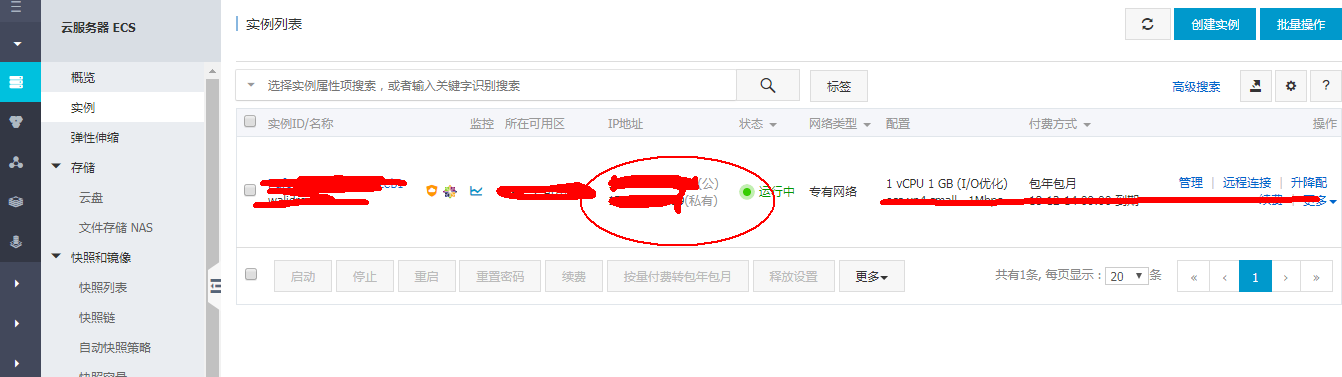 云服务器 ECS
概览
实例
弹性伸缩
存储
云盘
文件存储 NAS
快照和镜像
快照列表
快照链
自动快照策略
快照容量
实例列表
创建实例
批量操作
选择实例属性项搜索，或者输入关键字识别搜索
标签
高级搜索
?
实例ID/名称 监控 所在可用区 IP地址 状态 网络类型 配置 付费方式 操作
(公)
(私有)
运行中
专有网络
1 vCPU 1 GB (I/O优化)
1Mbps
包年包月
到期
管理 | 远程连接 | 升降配
续费 | 更多
启动 停止 重启 重置密码 续费 按量付费转包年包月 释放设置 更多
共有1条, 每页显示：20 条
« ‹ 1 › »